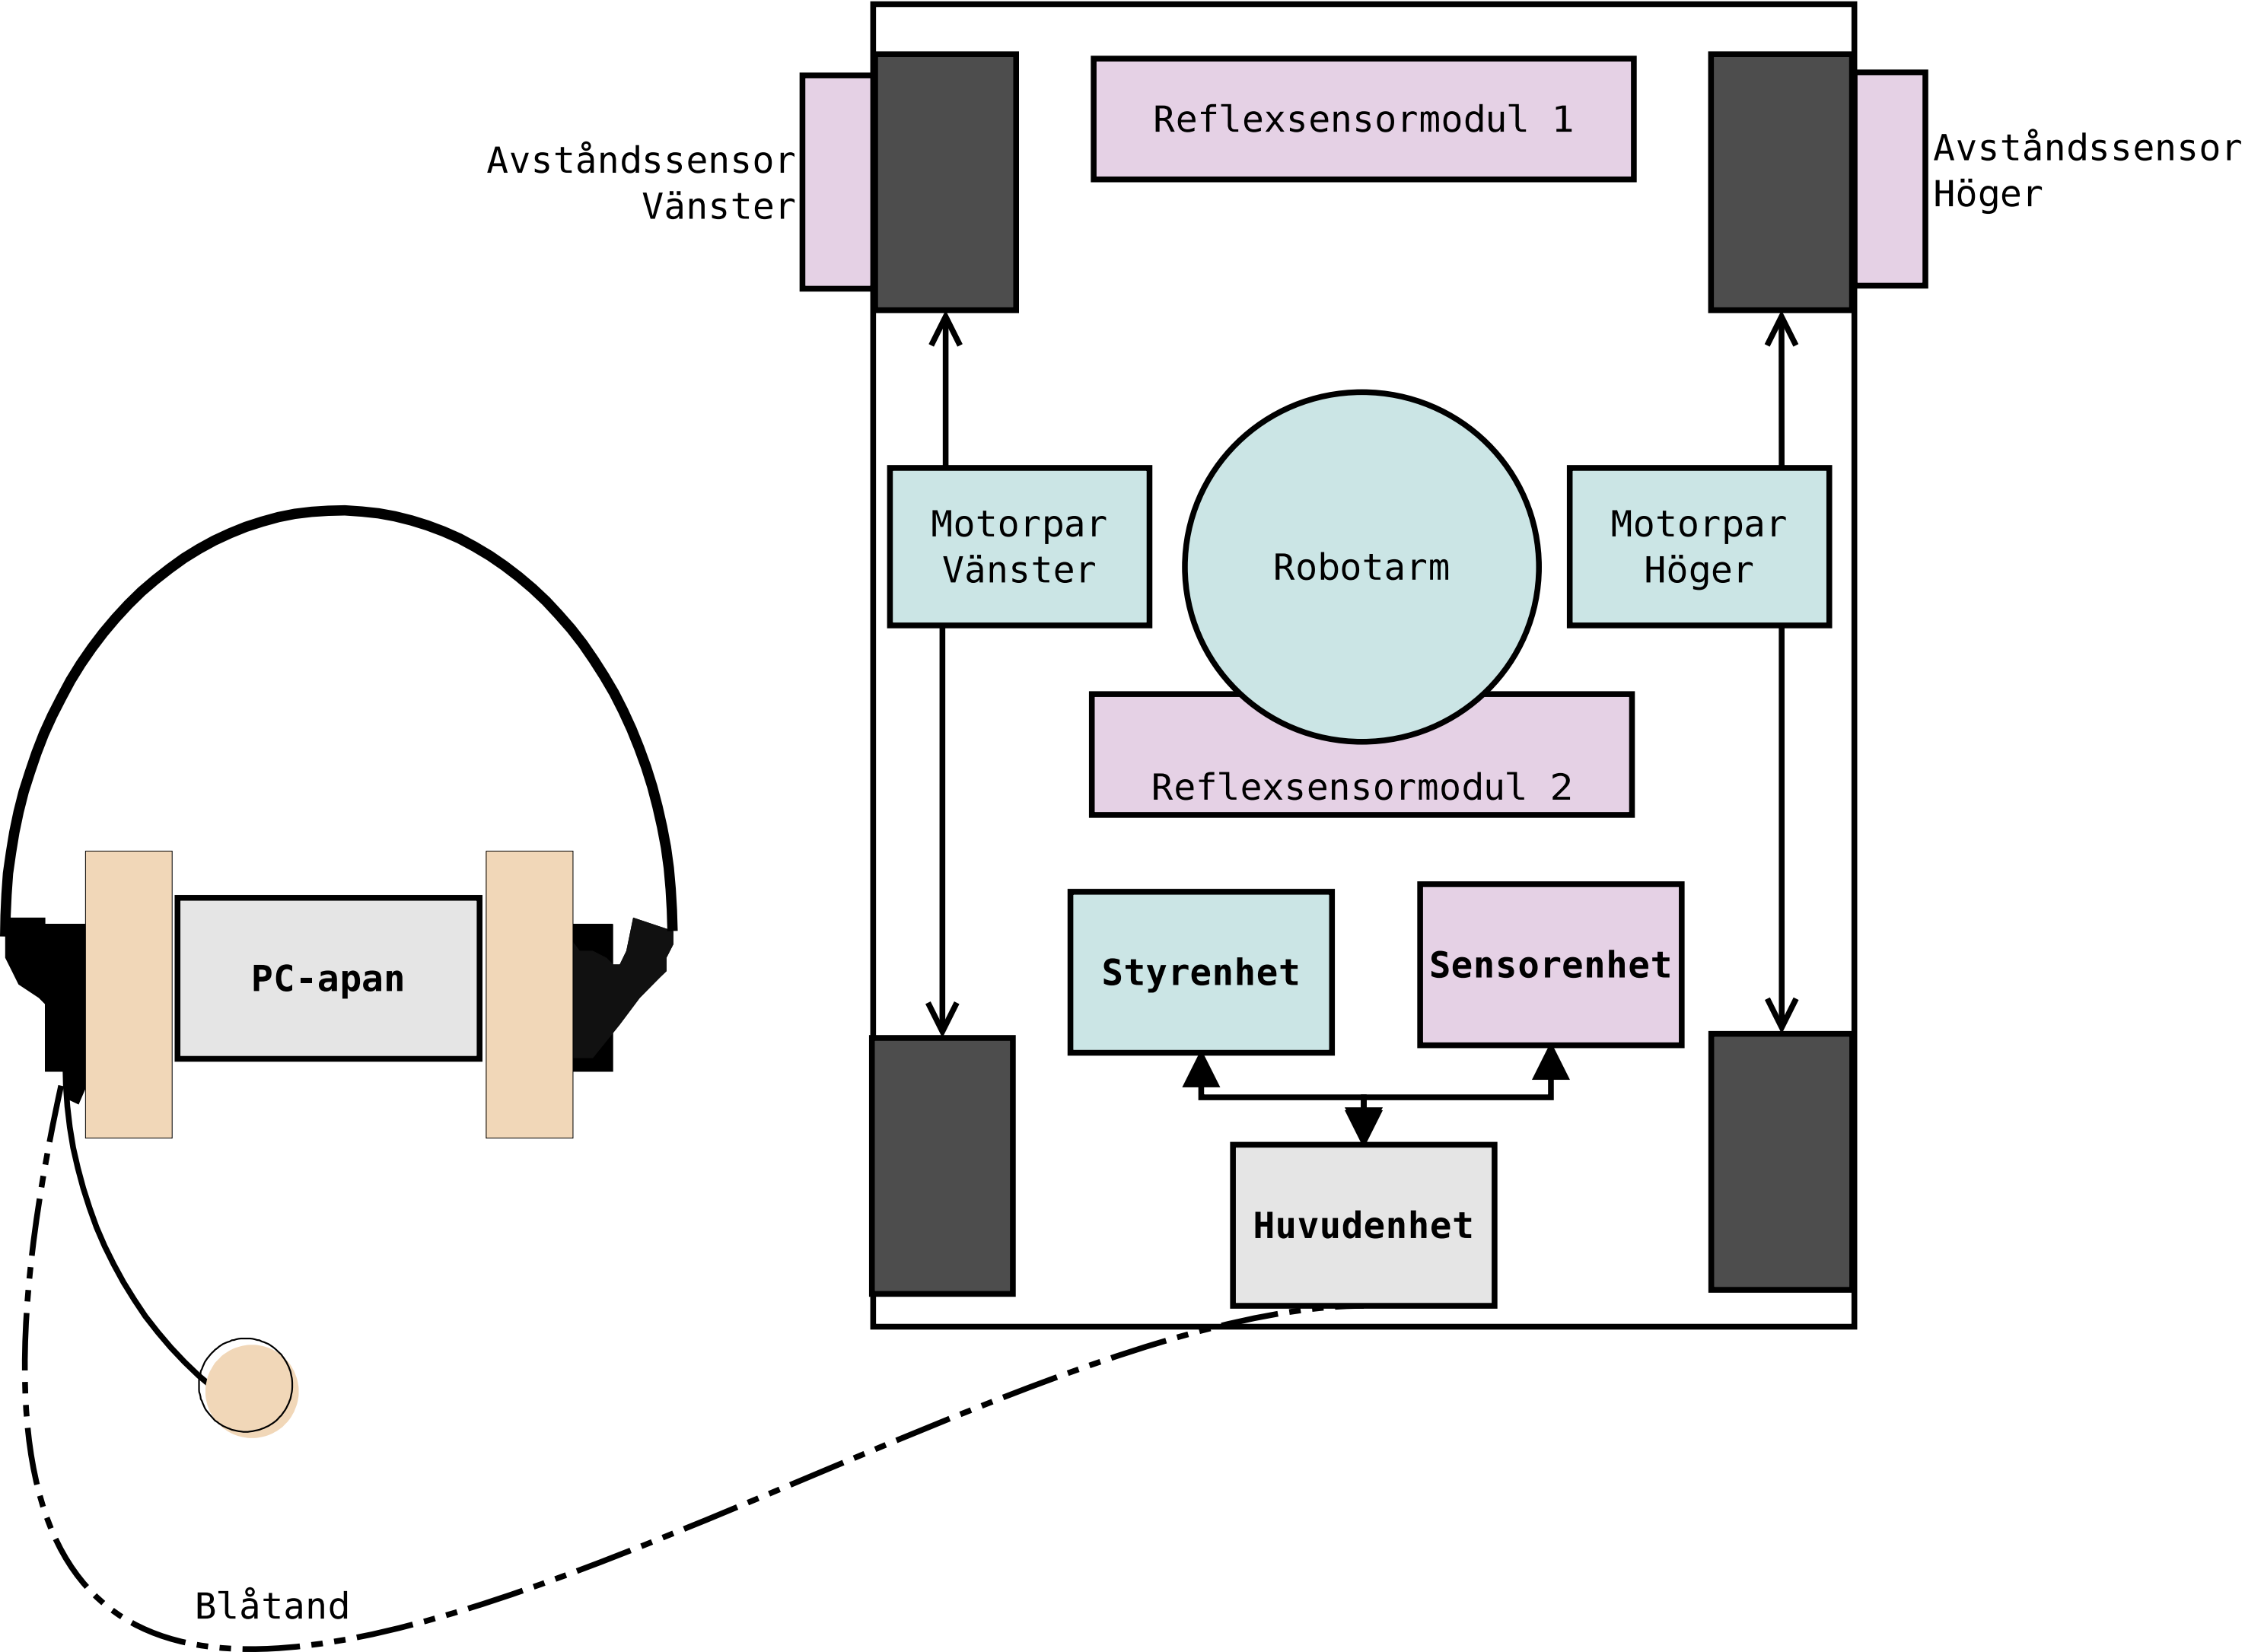 Reflexsensormodul 1
Avståndssensor
Vänster
Avståndssensor
Höger
Motorpar
Vänster
Robotarm
Motorpar
Höger
Reflexsensormodul 2
Styrenhet
Sensorenhet
PC-apan
Huvudenhet
Blåtand